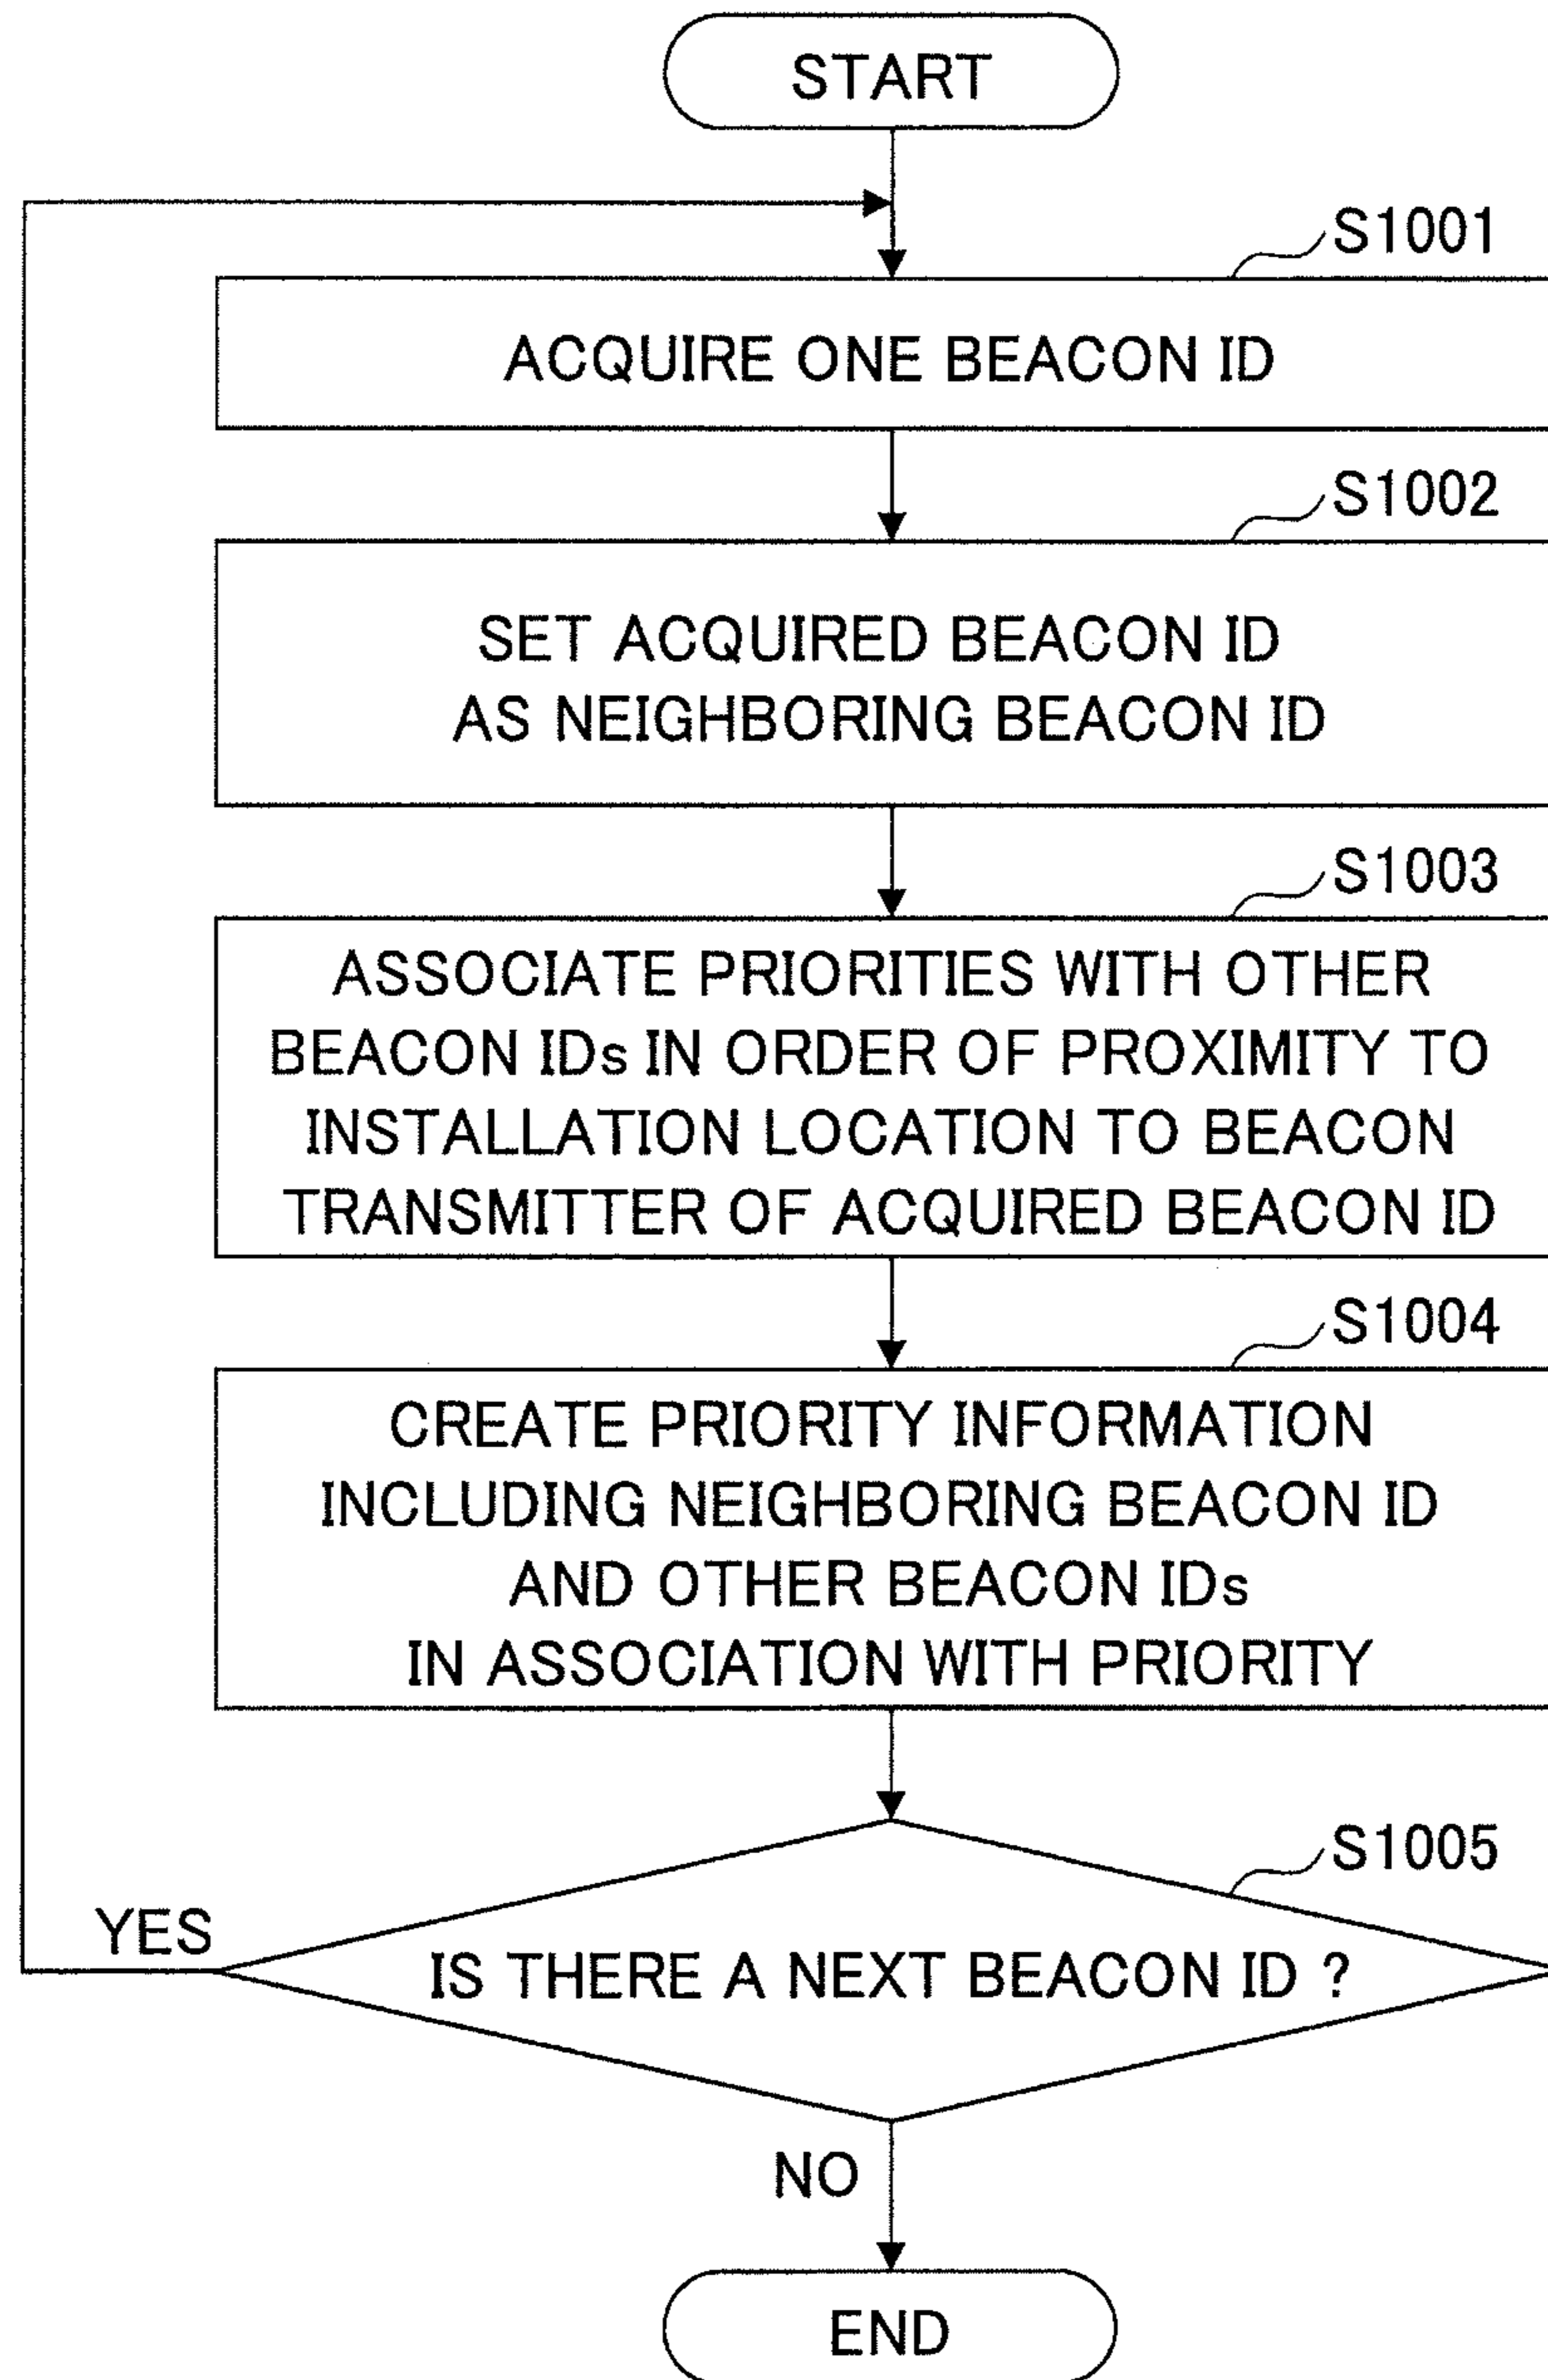 START
S1001
ACQUIRE ONE BEACON ID
S1002
SET ACQUIRED BEACON ID
AS NEIGHBORING BEACON ID
S1003
ASSOCIATE PRIORITIES WITH OTHER
BEACON IDs IN ORDER OF PROXIMITY TO
INSTALLATION LOCATION TO BEACON
TRANSMITTER OF ACQUIRED BEACON ID
S1004
CREATE PRIORITY INFORMATION
INCLUDING NEIGHBORING BEACON ID
AND OTHER BEACON IDs
IN ASSOCIATION WITH PRIORITY
S1005
YES
IS THERE A NEXT BEACON ID ?
NO
END